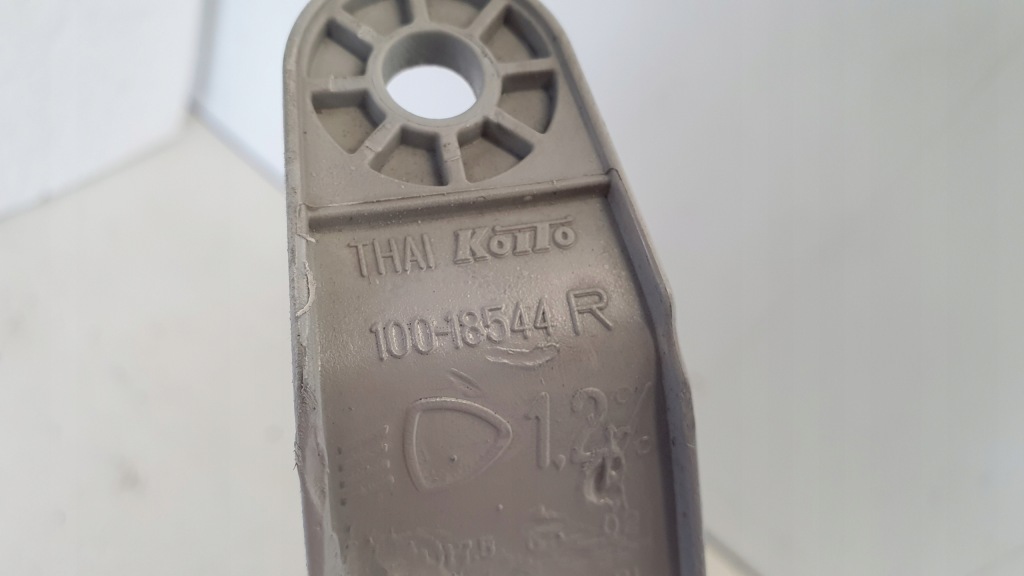 THAI KOITO
100-18544 R
1,2%